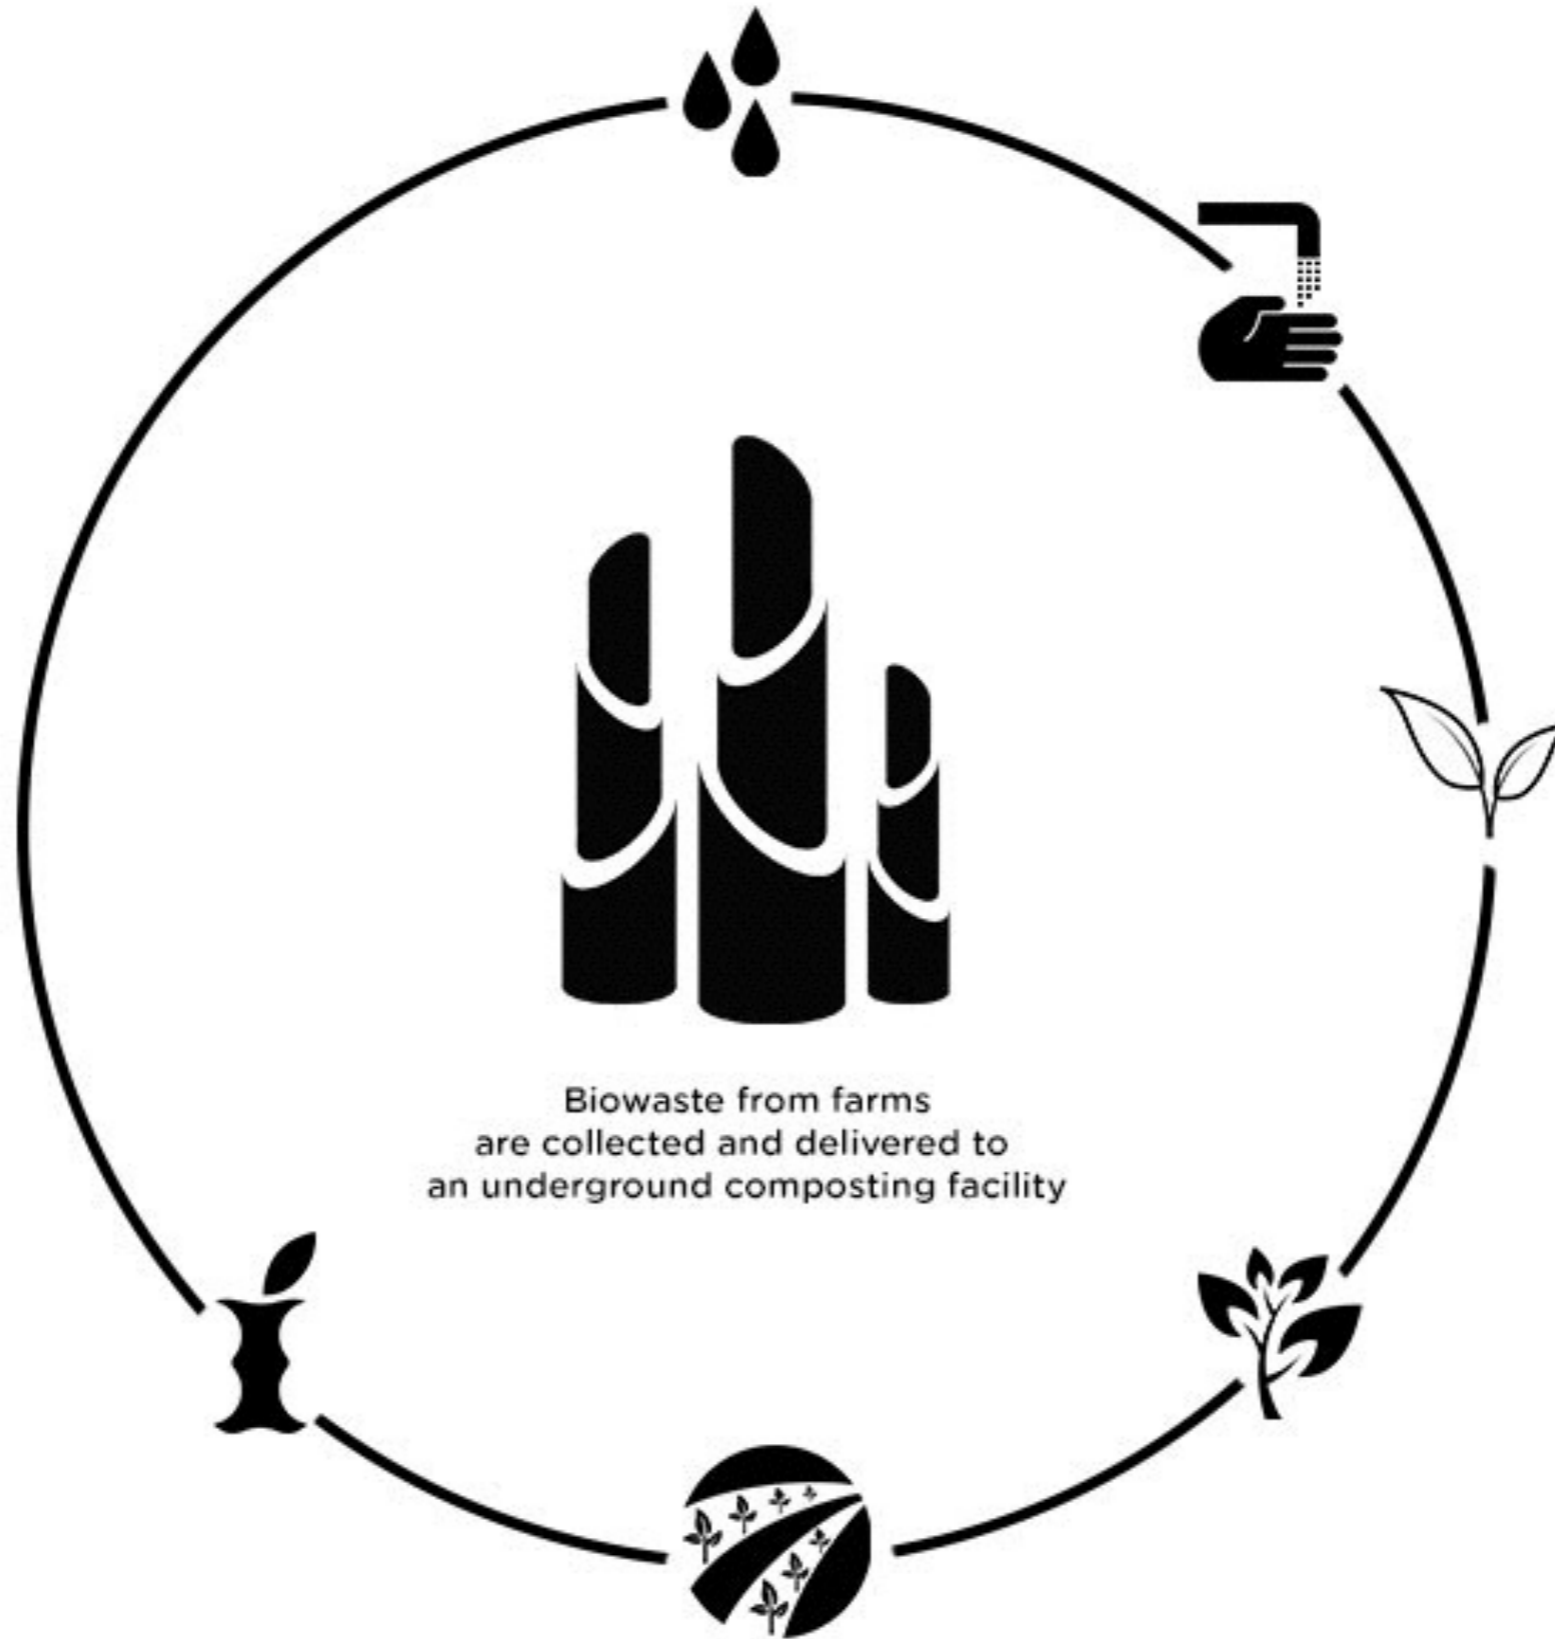 Biowaste from farms
are collected and delivered to
an underground composting facility